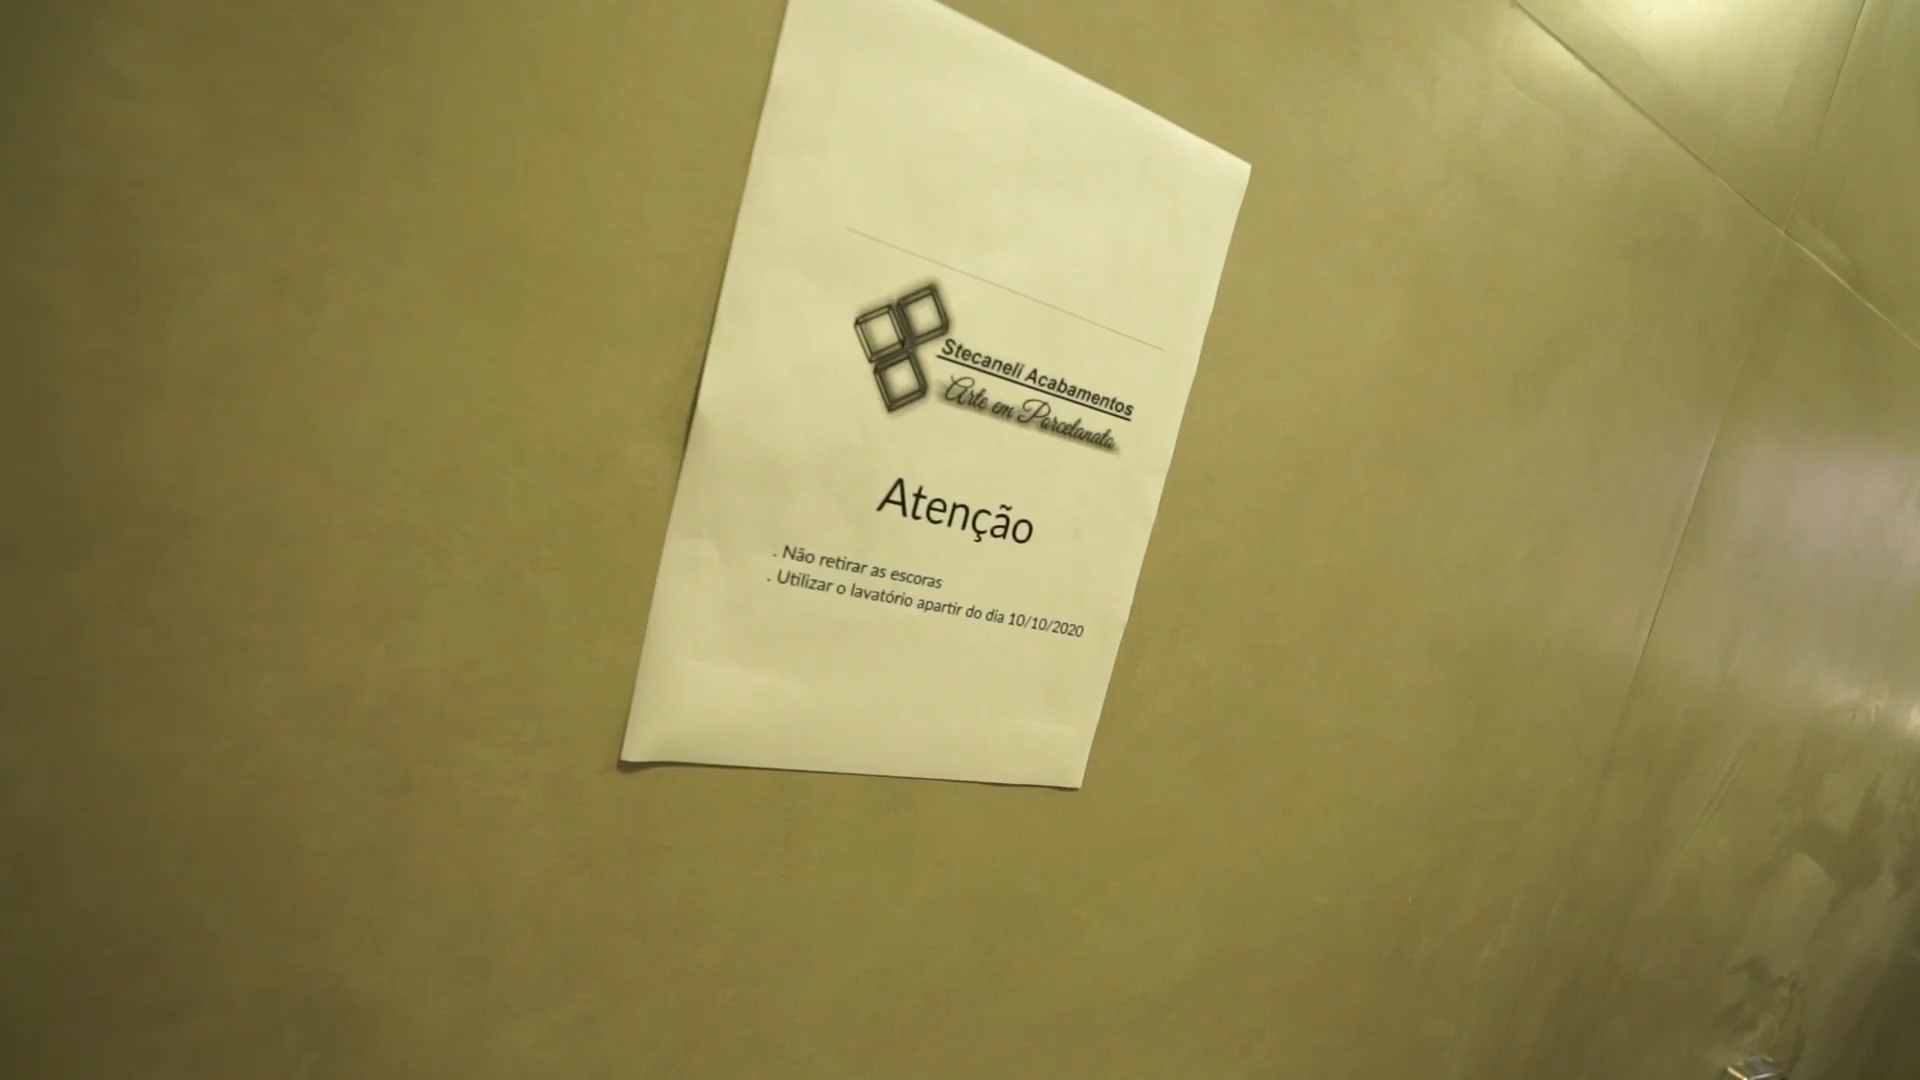 Stecaneli Acabamentos
Arte em Porcelanato
Atenção
. Não retirar as escoras
. Utilizar o lavatório apartir do dia 10/10/2020